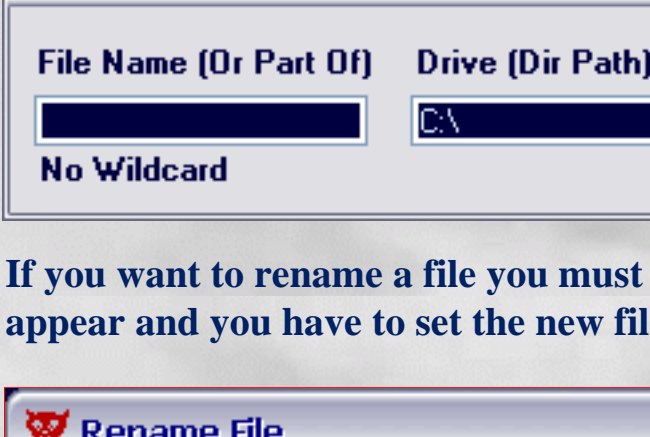 File Name (Or Part Of) Drive (Dir Path)
C:\
No Wildcard
If you want to rename a file you must
appear and you have to set the new fil
Rename File